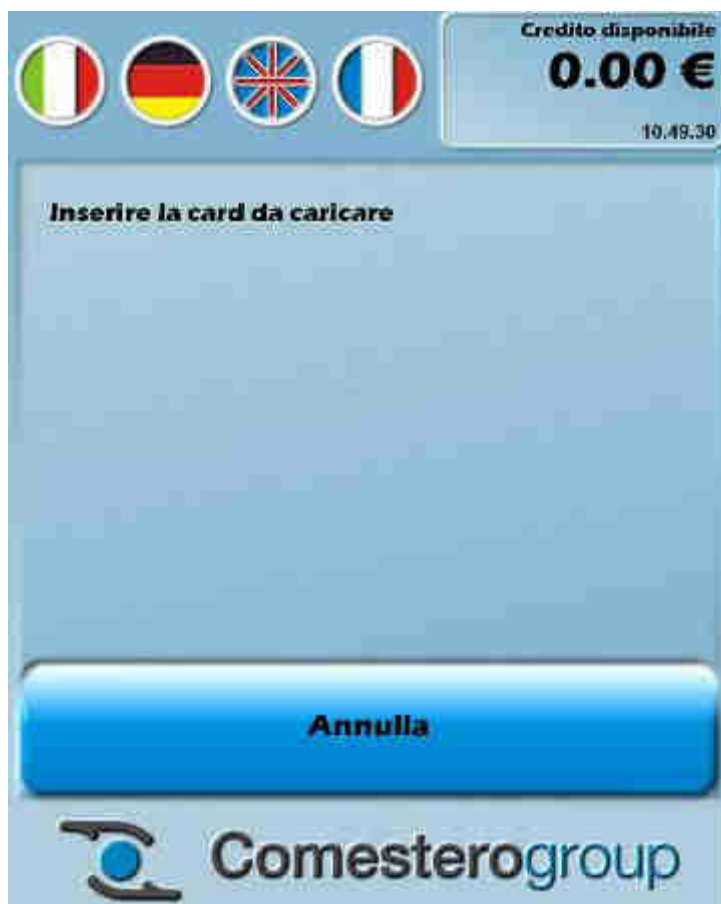 Credito disponibile
0.00 €
10.49.30
Inserire la card da caricare
Annulla
Comesterogroup